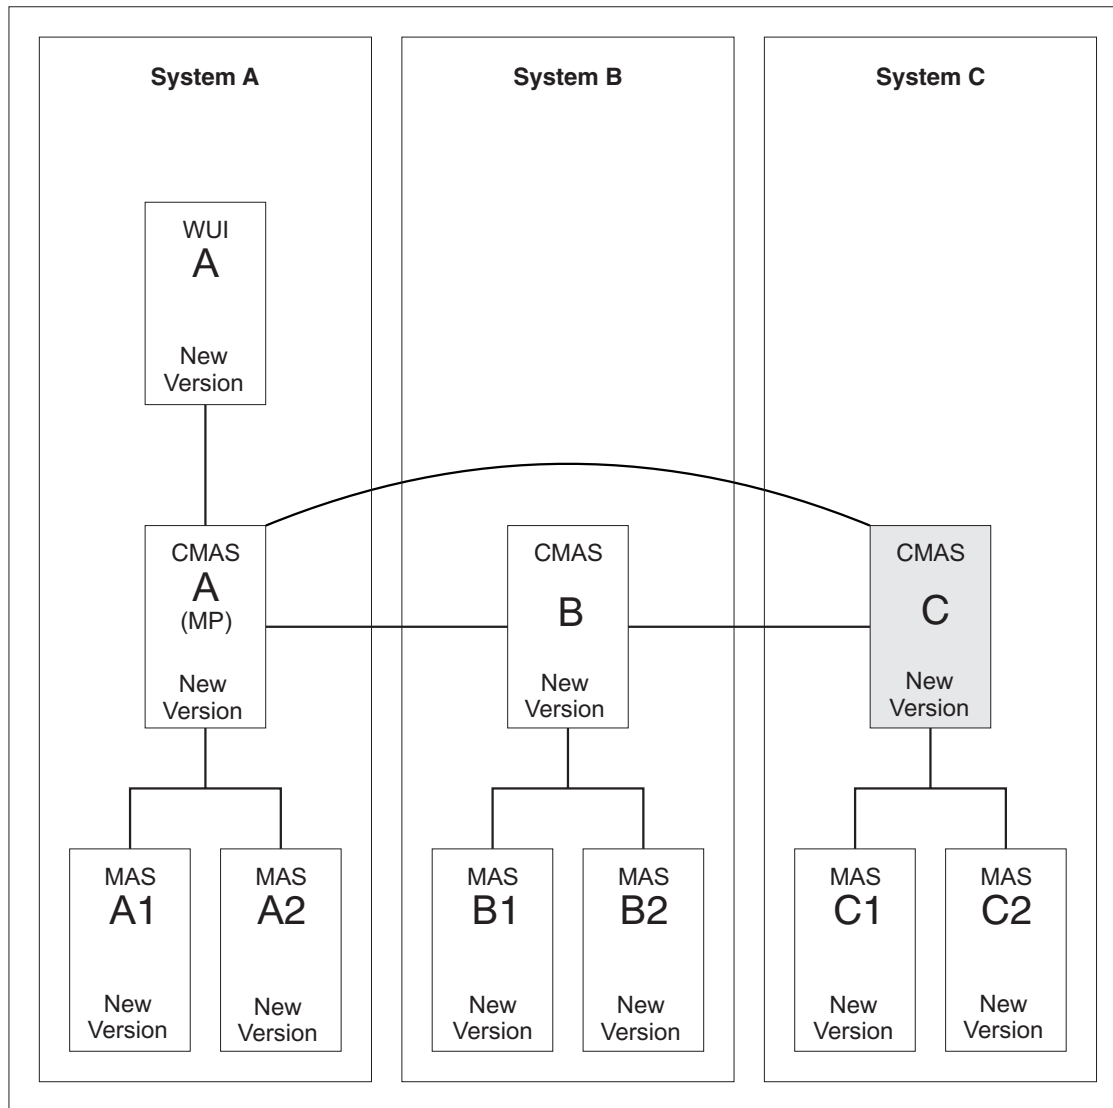 System A
System B
System C
WUI
A
New
Version
CMAS
A
(MP)
New
Version
CMAS
B
New
Version
CMAS
C
New
Version
MAS
A1
New
Version
MAS
A2
New
Version
MAS
B1
New
Version
MAS
B2
New
Version
MAS
C1
New
Version
MAS
C2
New
Version